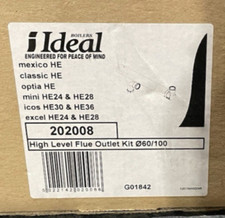 BOILERS
Ideal
ENGINEERED FOR PEACE OF MIND
mexico HE
classic HE
optia HE
mini HE24 & HE28
icos HE30 & HE36
excel HE24 & HE28
202008
High Level Flue Outlet Kit Ø60/100
G01842